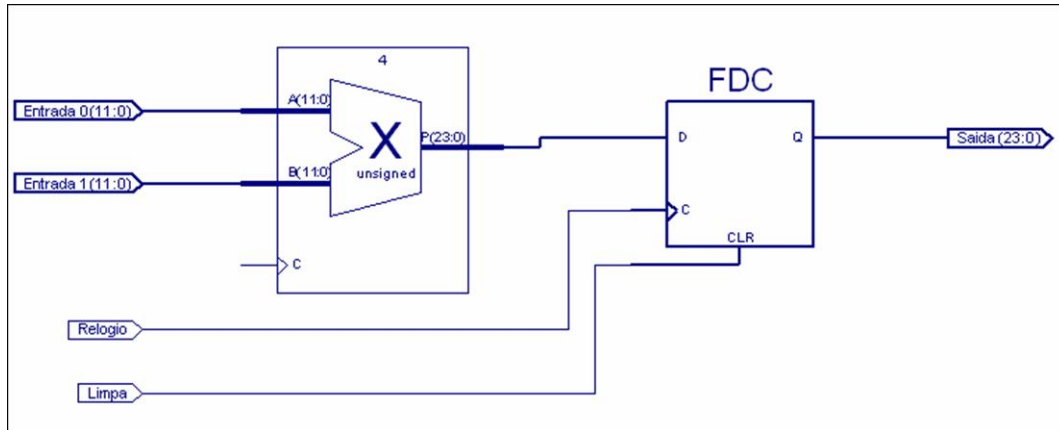 4
FDC
A(11:0)
Entrada 0(11:0)
X
P(23:0)
D
Q
Saida(23:0)
unsigned
B(11:0)
Entrada 1(11:0)
C
CLR
C
Relogio
Limpa